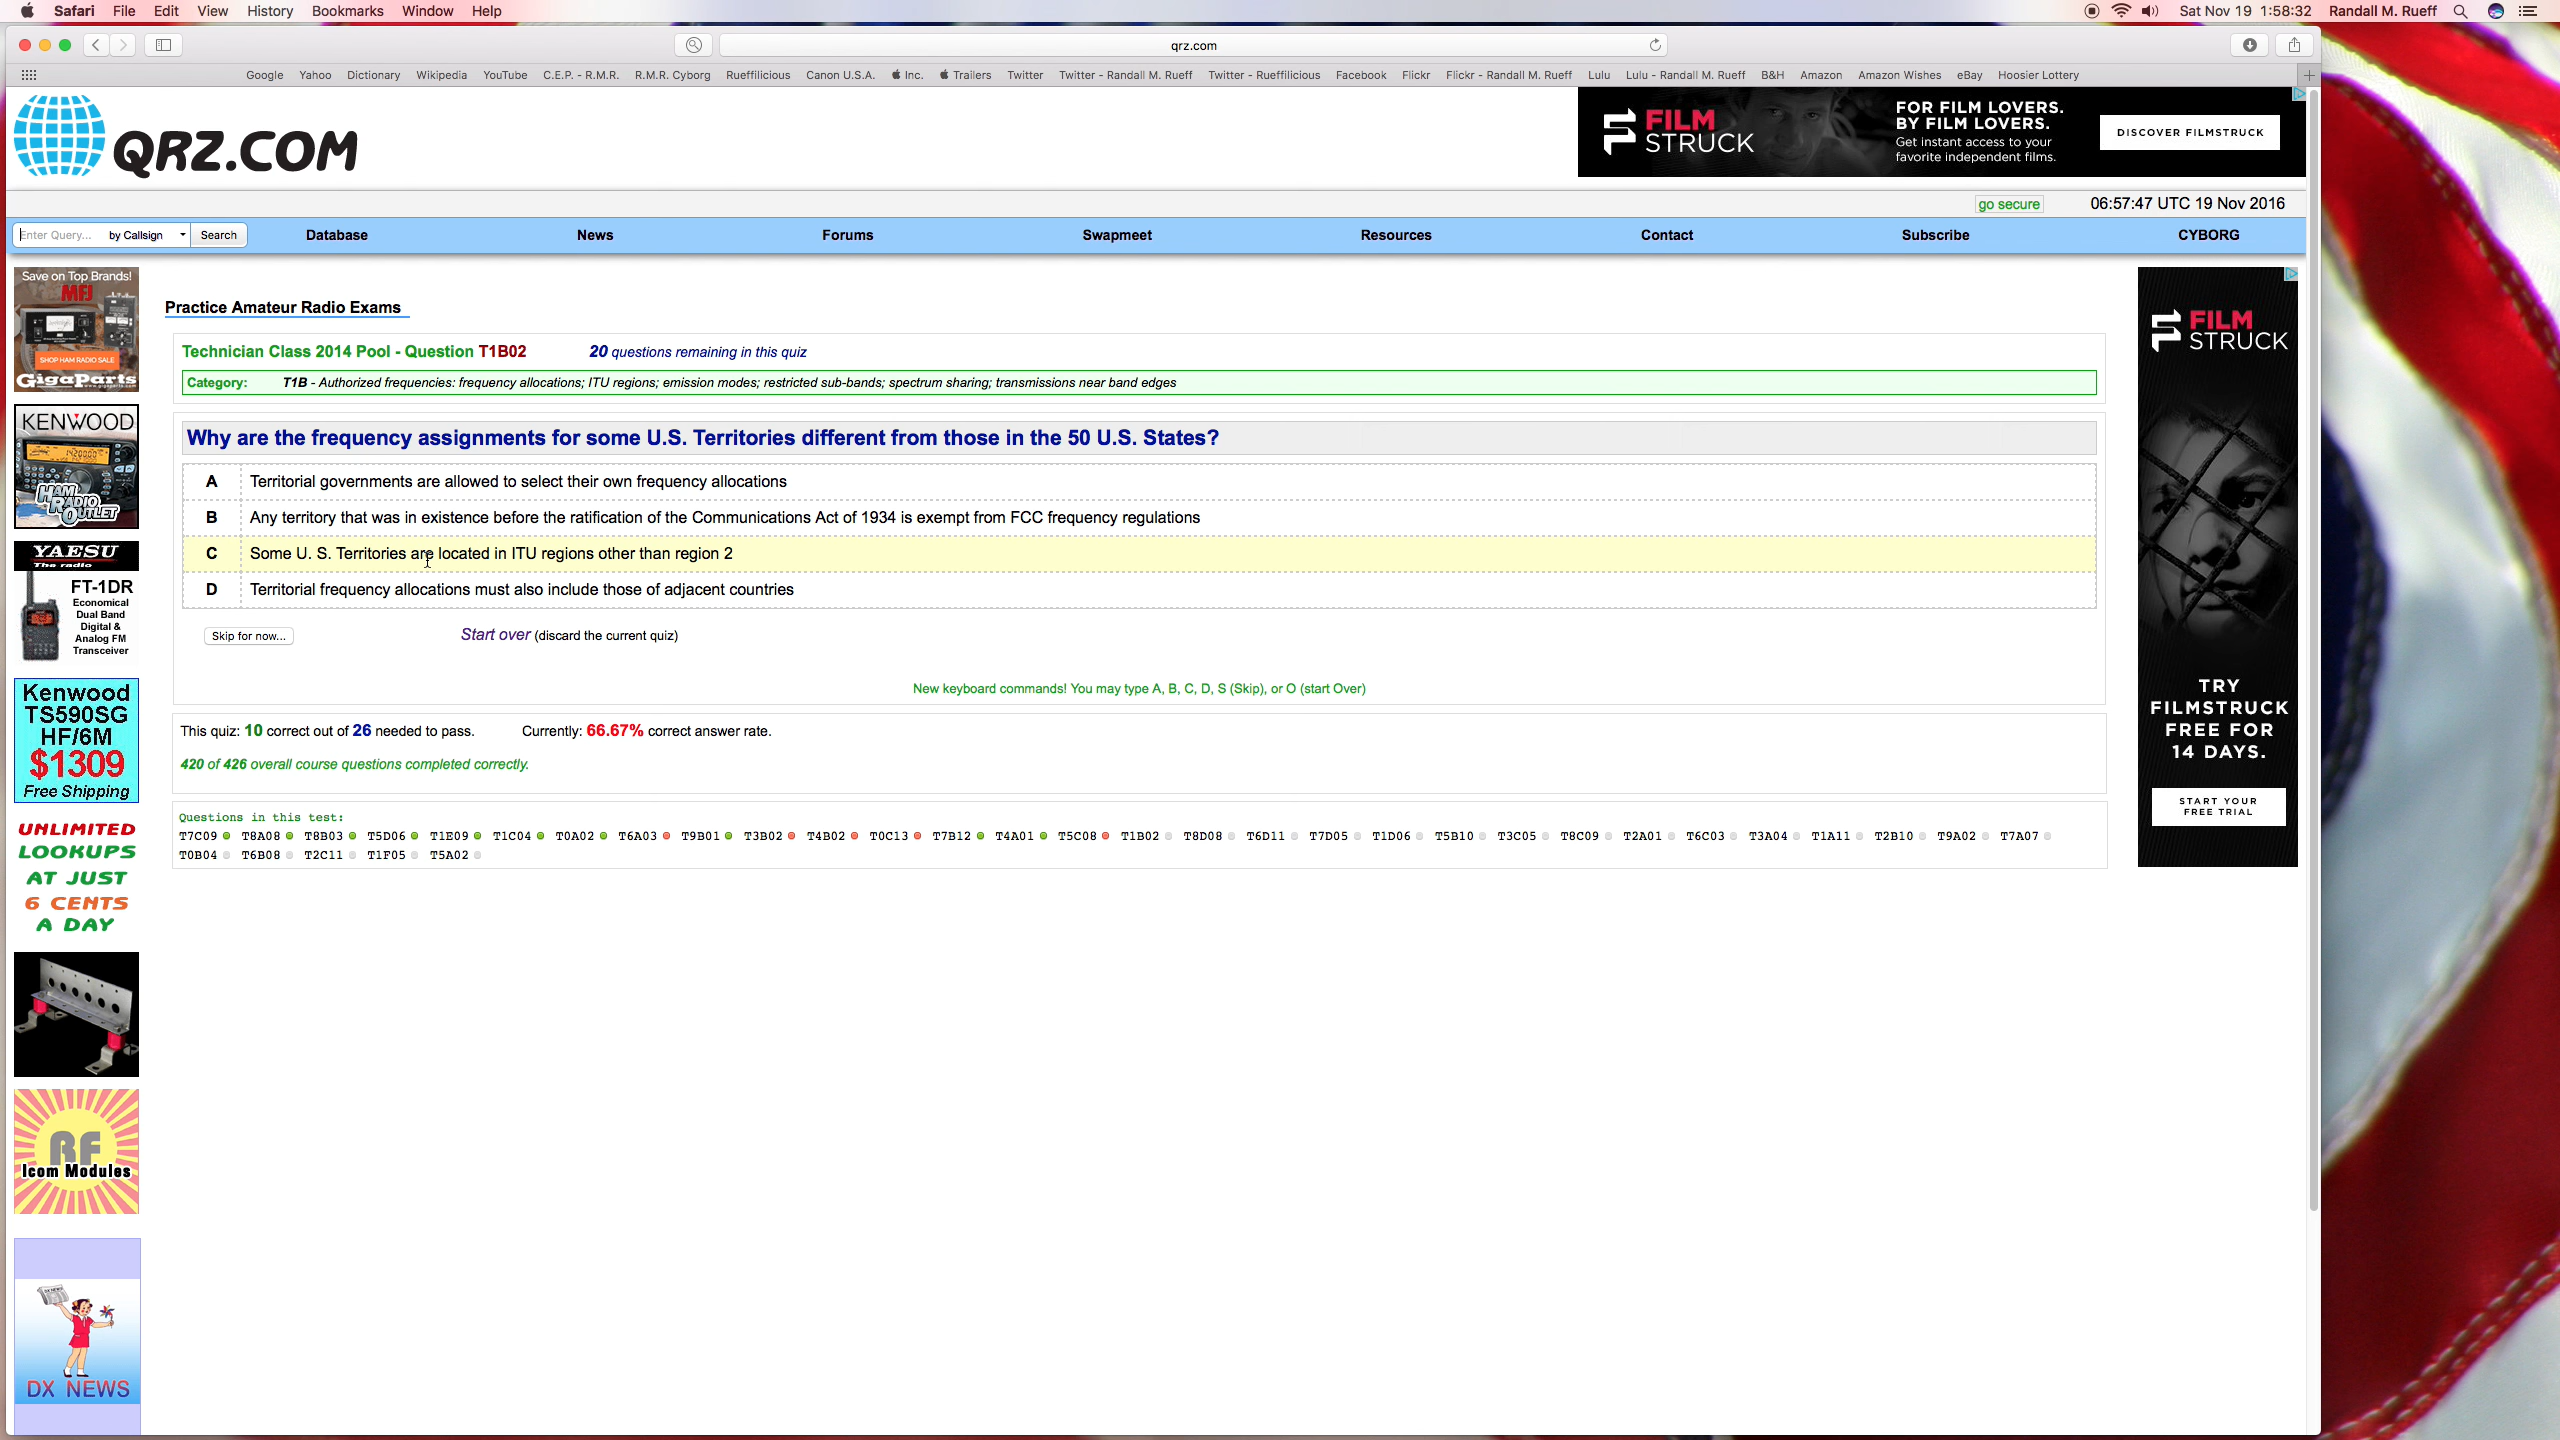 Safari File Edit View History Bookmarks Window Help
Sat Nov 19 1:58:32 Randall M. Rueff
qrz.com
Google Yahoo Dictionary Wikipedia YouTube C.E.P. - R.M.R. R.M.R. Cyborg Rueffilicious Canon U.S.A. Inc. Trailers Twitter Twitter - Randall M. Rueff Twitter - Rueffilicious Facebook Flickr Flickr - Randall M. Rueff Lulu Lulu - Randall M. Rueff B&H Amazon Amazon Wishes eBay Hoosier Lottery
QRZ.COM
FILM
STRUCK
FOR FILM LOVERS.
BY FILM LOVERS.
Get instant access to your
favorite independent films.
DISCOVER FILMSTRUCK
go secure 06:57:47 UTC 19 Nov 2016
Enter Query... by Callsign Search Database News Forums Swapmeet Resources Contact Subscribe CYBORG
Save on Top Brands!
MFJ
SHOP HAM RADIO SALE
GigaParts
KENWOOD
HAM
RADIO
OUTLET
YAESU
The radio
FT-1DR
Economical
Dual Band
Digital &
Analog FM
Transceiver
Kenwood
TS590SG
HF/6M
$1309
Free Shipping
UNLIMITED
LOOKUPS
AT JUST
6 CENTS
A DAY
RF
Icom Modules
DX NEWS
Practice Amateur Radio Exams
Technician Class 2014 Pool - Question T1B02 20 questions remaining in this quiz
Category: T1B - Authorized frequencies: frequency allocations; ITU regions; emission modes; restricted sub-bands; spectrum sharing; transmissions near band edges
Why are the frequency assignments for some U.S. Territories different from those in the 50 U.S. States?
A Territorial governments are allowed to select their own frequency allocations
B Any territory that was in existence before the ratification of the Communications Act of 1934 is exempt from FCC frequency regulations
C Some U. S. Territories are located in ITU regions other than region 2
D Territorial frequency allocations must also include those of adjacent countries
Skip for now... Start over (discard the current quiz)
New keyboard commands! You may type A, B, C, D, S (Skip), or O (start Over)
This quiz: 10 correct out of 26 needed to pass. Currently: 66.67% correct answer rate.
420 of 426 overall course questions completed correctly.
Questions in this test:
T7C09 T8A08 T8B03 T5D06 T1E09 T1C04 T0A02 T6A03 T9B01 T3B02 T4B02 T0C13 T7B12 T4A01 T5C08 T1B02 T8D08 T6D11 T7D05 T1D06 T5B10 T3C05 T8C09 T2A01 T6C03 T3A04 T1A11 T2B10 T9A02 T7A07
T0B04 T6B08 T2C11 T1F05 T5A02
FILM
STRUCK
TRY
FILMSTRUCK
FREE FOR
14 DAYS.
START YOUR
FREE TRIAL